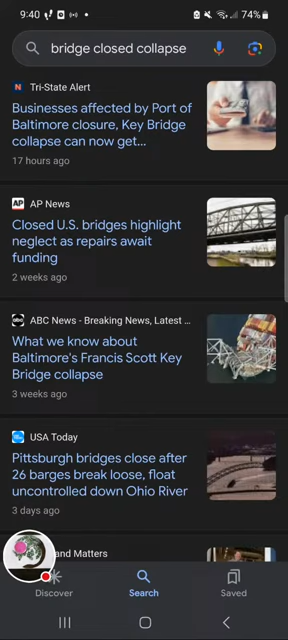 9:40
74%
bridge closed collapse
N Tri-State Alert
Businesses affected by Port of
Baltimore closure, Key Bridge
collapse can now get...
17 hours ago
AP AP News
Closed U.S. bridges highlight
neglect as repairs await
funding
2 weeks ago
abc ABC News - Breaking News, Latest ...
What we know about
Baltimore's Francis Scott Key
Bridge collapse
3 weeks ago
USA Today
Pittsburgh bridges close after
26 barges break loose, float
uncontrolled down Ohio River
3 days ago
and Matters
Discover
Search
Saved